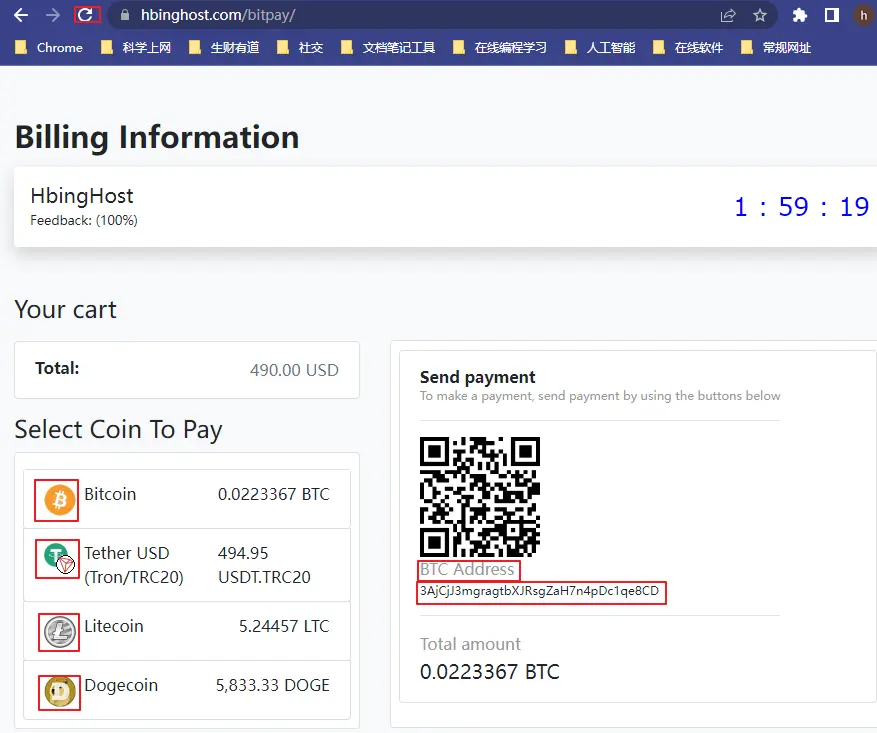 hbinghost.com/bitpay/
h
Chrome 科学上网 生财有道 社交 文档笔记工具 在线编程学习 人工智能 在线软件 常规网址
Billing Information
HbingHost
Feedback: (100%)
1 : 59 : 19
Your cart
Total: 490.00 USD
Select Coin To Pay
Bitcoin 0.0223367 BTC
Tether USD 494.95
(Tron/TRC20) USDT.TRC20
Litecoin 5.24457 LTC
Dogecoin 5,833.33 DOGE
Send payment
To make a payment, send payment by using the buttons below
BTC Address
3AjCjJ3mgragtbXJRsgZaH7n4pDc1qe8CD
Total amount
0.0223367 BTC